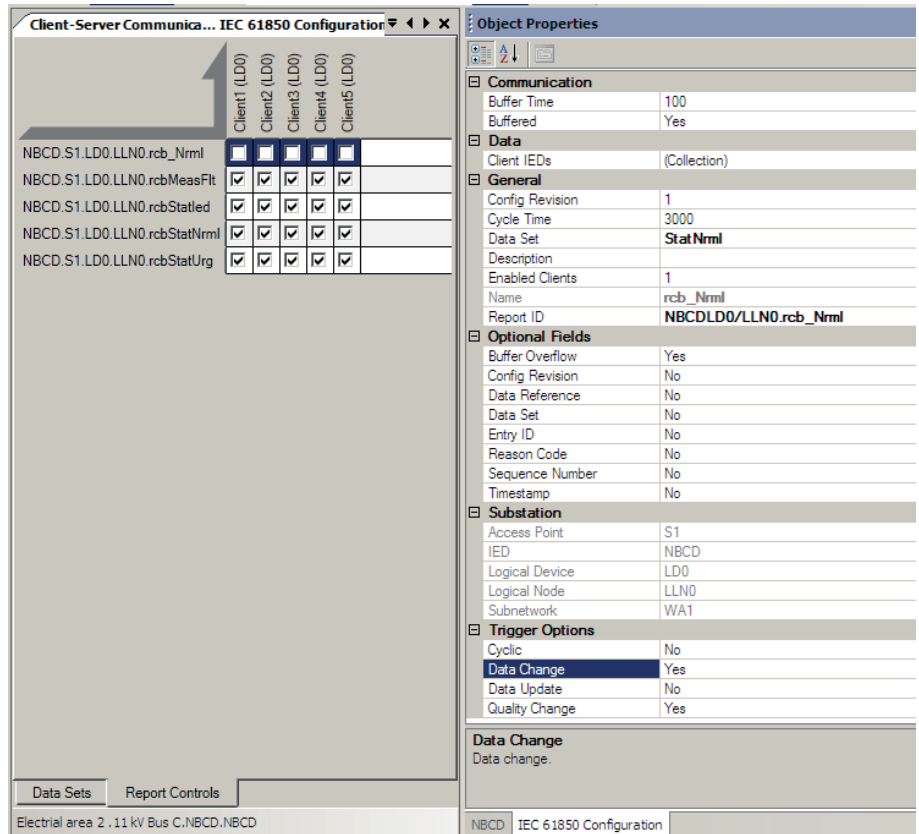 Client-Server Communica... IEC 61850 Configuration
Client1 (LD0)
Client2 (LD0)
Client3 (LD0)
Client4 (LD0)
Client5 (LD0)
NBCD.S1.LD0.LLN0.rcb_Nrml
NBCD.S1.LD0.LLN0.rcbMeasFlt
NBCD.S1.LD0.LLN0.rcbStatIed
NBCD.S1.LD0.LLN0.rcbStatNrml
NBCD.S1.LD0.LLN0.rcbStatUrg
Data Sets Report Controls
Electrial area 2 .11 kV Bus C.NBCD.NBCD
Object Properties
Communication
Buffer Time 100
Buffered Yes
Data
Client IEDs (Collection)
General
Config Revision 1
Cycle Time 3000
Data Set StatNrml
Description
Enabled Clients 1
Name rcb_Nrml
Report ID NBCDLD0/LLN0.rcb_Nrml
Optional Fields
Buffer Overflow Yes
Config Revision No
Data Reference No
Data Set No
Entry ID No
Reason Code No
Sequence Number No
Timestamp No
Substation
Access Point S1
IED NBCD
Logical Device LD0
Logical Node LLN0
Subnetwork WA1
Trigger Options
Cyclic No
Data Change Yes
Data Update No
Quality Change Yes
Data Change
Data change.
NBCD IEC 61850 Configuration